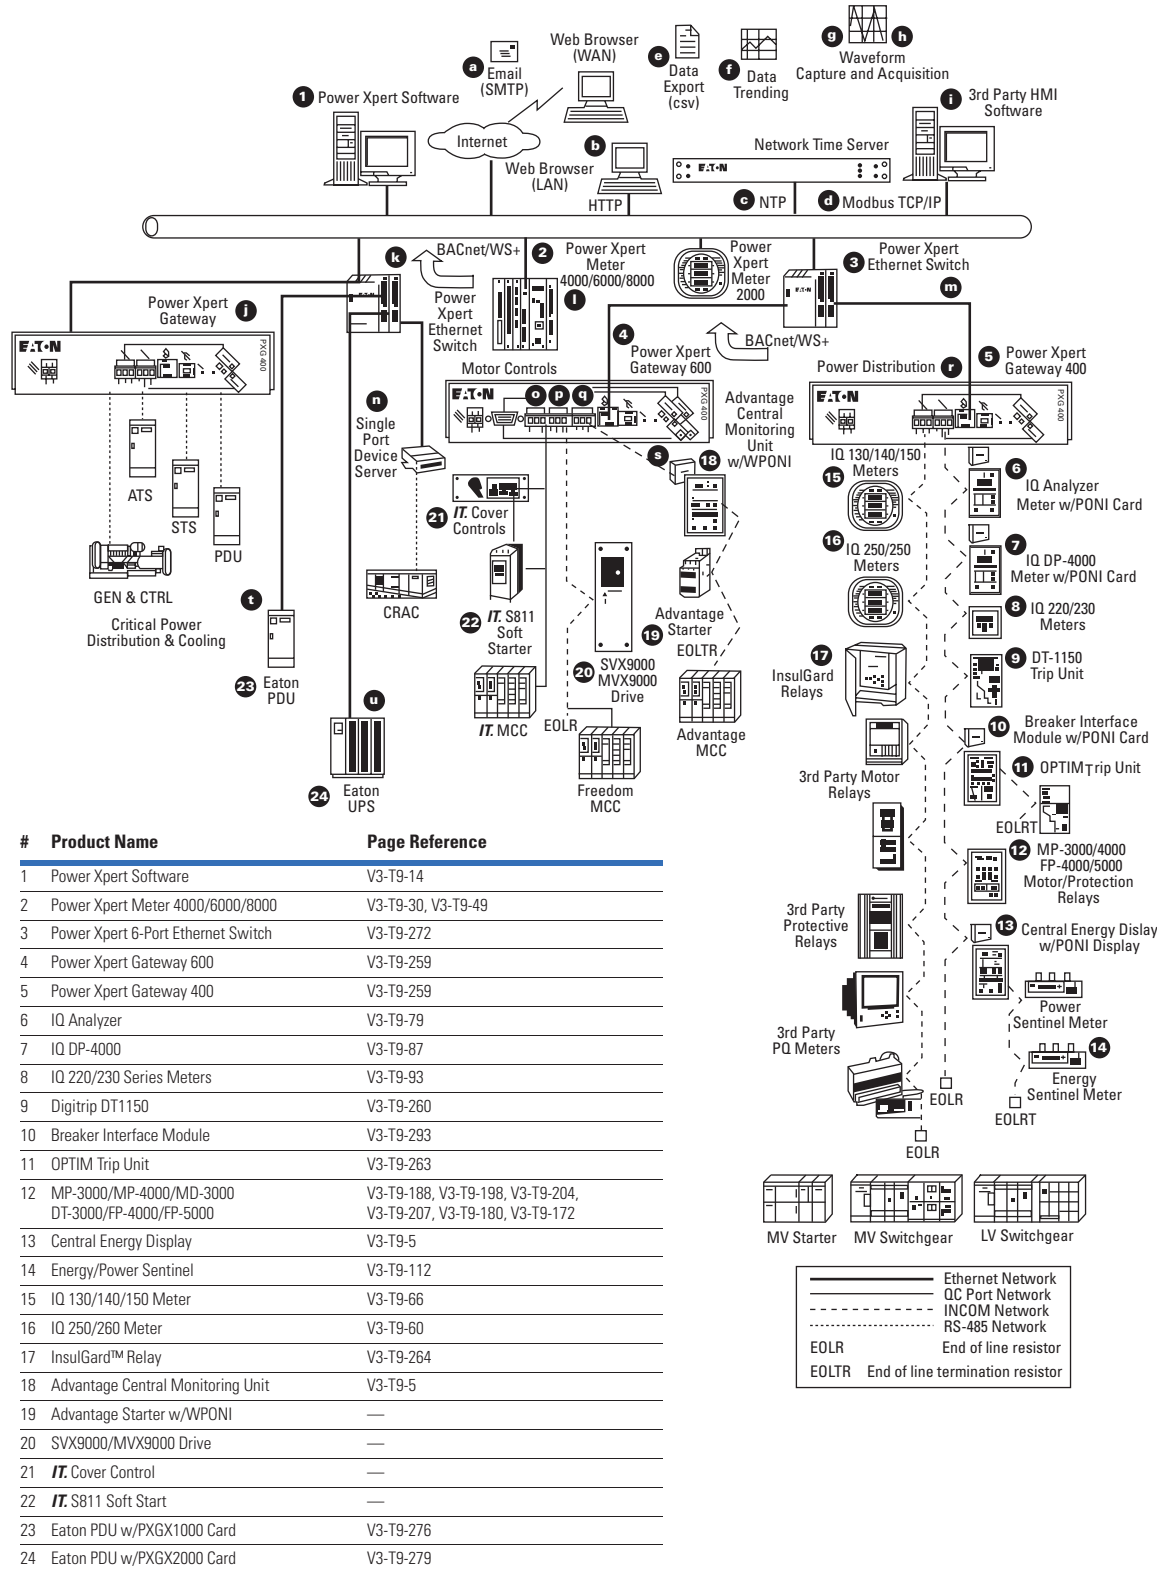 g
h
Waveform
Capture and Acquisition
a
Email
(SMTP)
Web Browser
(WAN)
e
Data
Export
(csv)
f
Data
Trending
1 Power Xpert Software
Internet
b
Web Browser
(LAN)
HTTP
Network Time Server
E·T·N
i
3rd Party HMI
Software
c NTP
d Modbus TCP/IP
k
BACnet/WS+
2
Power Xpert
Meter
4000/6000/8000
Power
Xpert
Meter
2000
3
Power Xpert
Ethernet Switch
E·T·N
E·T·N
l
m
Power
Xpert
Ethernet
Switch
Power Xpert
Gateway
j
E·T·N
PXG 400
4
Power Xpert
Gateway 600
BACnet/WS+
5
Power Xpert
Gateway 400
Motor Controls
E·T·N
o
p
q
PXG 400
Power Distribution r
E·T·N
PXG 400
Advantage
Central
Monitoring
Unit
w/WPONI
n
Single
Port
Device
Server
ATS
STS
PDU
GEN & CTRL
Critical Power
Distribution & Cooling
s
18
21 IT. Cover
Controls
22 IT. S811
Soft
Starter
CRAC
19
Advantage
Starter
EOLTR
20 SVX9000
MVX9000
Drive
IT. MCC
EOLR
Freedom
MCC
Advantage
MCC
t
23 Eaton
PDU
u
24 Eaton
UPS
IQ 130/140/150
Meters
15
16 IQ 250/250
Meters
17
InsulGard
Relays
3rd Party Motor
Relays
3rd Party
Protective
Relays
3rd Party
PQ Meters
EOLR
6
IQ Analyzer
Meter w/PONI Card
7
IQ DP-4000
Meter w/PONI Card
8 IQ 220/230
Meters
9 DT-1150
Trip Unit
10 Breaker Interface
Module w/PONI Card
11 OPTIMTrip Unit
EOLRT
12 MP-3000/4000
FP-4000/5000
Motor/Protection
Relays
13 Central Energy Dislay
w/PONI Display
Power
Sentinel Meter
14
Energy
Sentinel Meter
EOLR
EOLRT
MV Starter
MV Switchgear
LV Switchgear
Ethernet Network
QC Port Network
INCOM Network
RS-485 Network
EOLR End of line resistor
EOLTR End of line termination resistor
# Product Name Page Reference
1 Power Xpert Software V3-T9-14
2 Power Xpert Meter 4000/6000/8000 V3-T9-30, V3-T9-49
3 Power Xpert 6-Port Ethernet Switch V3-T9-272
4 Power Xpert Gateway 600 V3-T9-259
5 Power Xpert Gateway 400 V3-T9-259
6 IQ Analyzer V3-T9-79
7 IQ DP-4000 V3-T9-87
8 IQ 220/230 Series Meters V3-T9-93
9 Digitrip DT1150 V3-T9-260
10 Breaker Interface Module V3-T9-293
11 OPTIM Trip Unit V3-T9-263
12 MP-3000/MP-4000/MD-3000 V3-T9-188, V3-T9-198, V3-T9-204,
DT-3000/FP-4000/FP-5000 V3-T9-207, V3-T9-180, V3-T9-172
13 Central Energy Display V3-T9-5
14 Energy/Power Sentinel V3-T9-112
15 IQ 130/140/150 Meter V3-T9-66
16 IQ 250/260 Meter V3-T9-60
17 InsulGard™ Relay V3-T9-264
18 Advantage Central Monitoring Unit V3-T9-5
19 Advantage Starter w/WPONI —
20 SVX9000/MVX9000 Drive —
21 IT. Cover Control —
22 IT. S811 Soft Start —
23 Eaton PDU w/PXGX1000 Card V3-T9-276
24 Eaton PDU w/PXGX2000 Card V3-T9-279